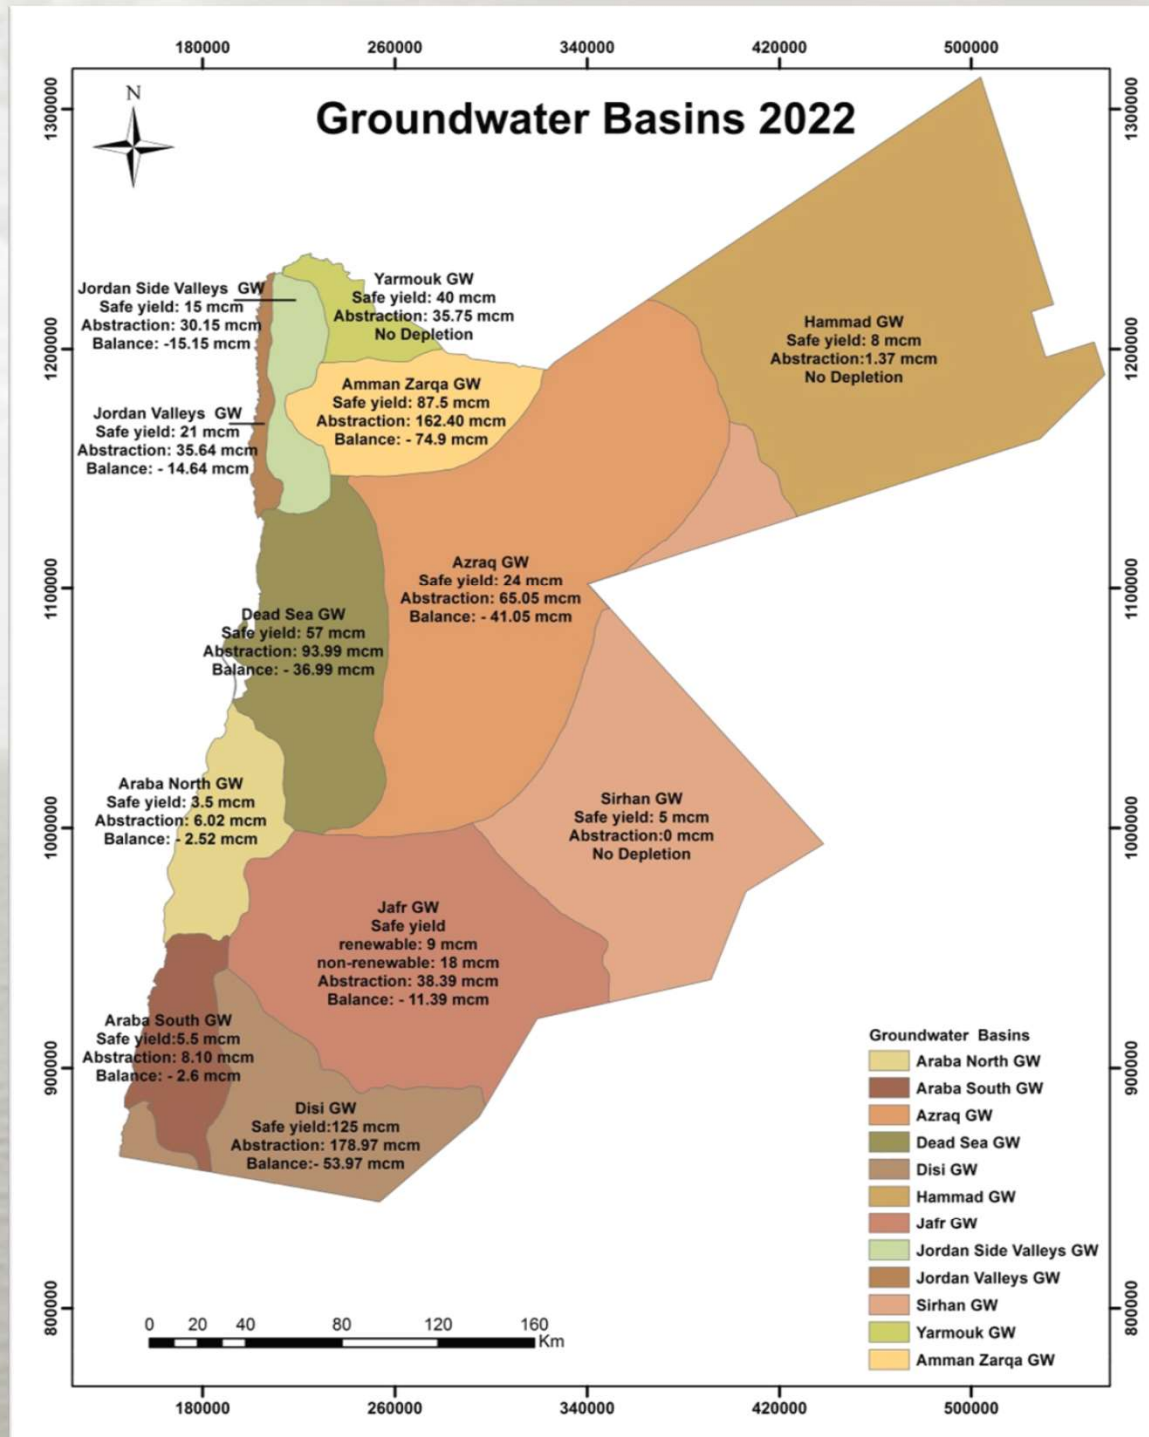 180000 260000 340000 420000 500000
1300000
1200000
1100000
1000000
900000
800000
N
Groundwater Basins 2022
Jordan Side Valleys GW
Safe yield: 15 mcm
Abstraction: 30.15 mcm
Balance: -15.15 mcm
Yarmouk GW
Safe yield: 40 mcm
Abstraction: 35.75 mcm
No Depletion
Hammad GW
Safe yield: 8 mcm
Abstraction:1.37 mcm
No Depletion
Amman Zarqa GW
Safe yield: 87.5 mcm
Abstraction: 162.40 mcm
Balance: - 74.9 mcm
Jordan Valleys GW
Safe yield: 21 mcm
Abstraction: 35.64 mcm
Balance: - 14.64 mcm
Azraq GW
Safe yield: 24 mcm
Abstraction: 65.05 mcm
Balance: - 41.05 mcm
Dead Sea GW
Safe yield: 57 mcm
Abstraction: 93.99 mcm
Balance: - 36.99 mcm
Araba North GW
Safe yield: 3.5 mcm
Abstraction: 6.02 mcm
Balance: - 2.52 mcm
Sirhan GW
Safe yield: 5 mcm
Abstraction:0 mcm
No Depletion
Jafr GW
Safe yield
renewable: 9 mcm
non-renewable: 18 mcm
Abstraction: 38.39 mcm
Balance: - 11.39 mcm
Araba South GW
Safe yield:5.5 mcm
Abstraction: 8.10 mcm
Balance: - 2.6 mcm
Disi GW
Safe yield:125 mcm
Abstraction: 178.97 mcm
Balance:- 53.97 mcm
Groundwater Basins
Araba North GW
Araba South GW
Azraq GW
Dead Sea GW
Disi GW
Hammad GW
Jafr GW
Jordan Side Valleys GW
Jordan Valleys GW
Sirhan GW
Yarmouk GW
Amman Zarqa GW
0 20 40 80 120 160
Km
1300000
1200000
1100000
1000000
900000
800000
180000 260000 340000 420000 500000